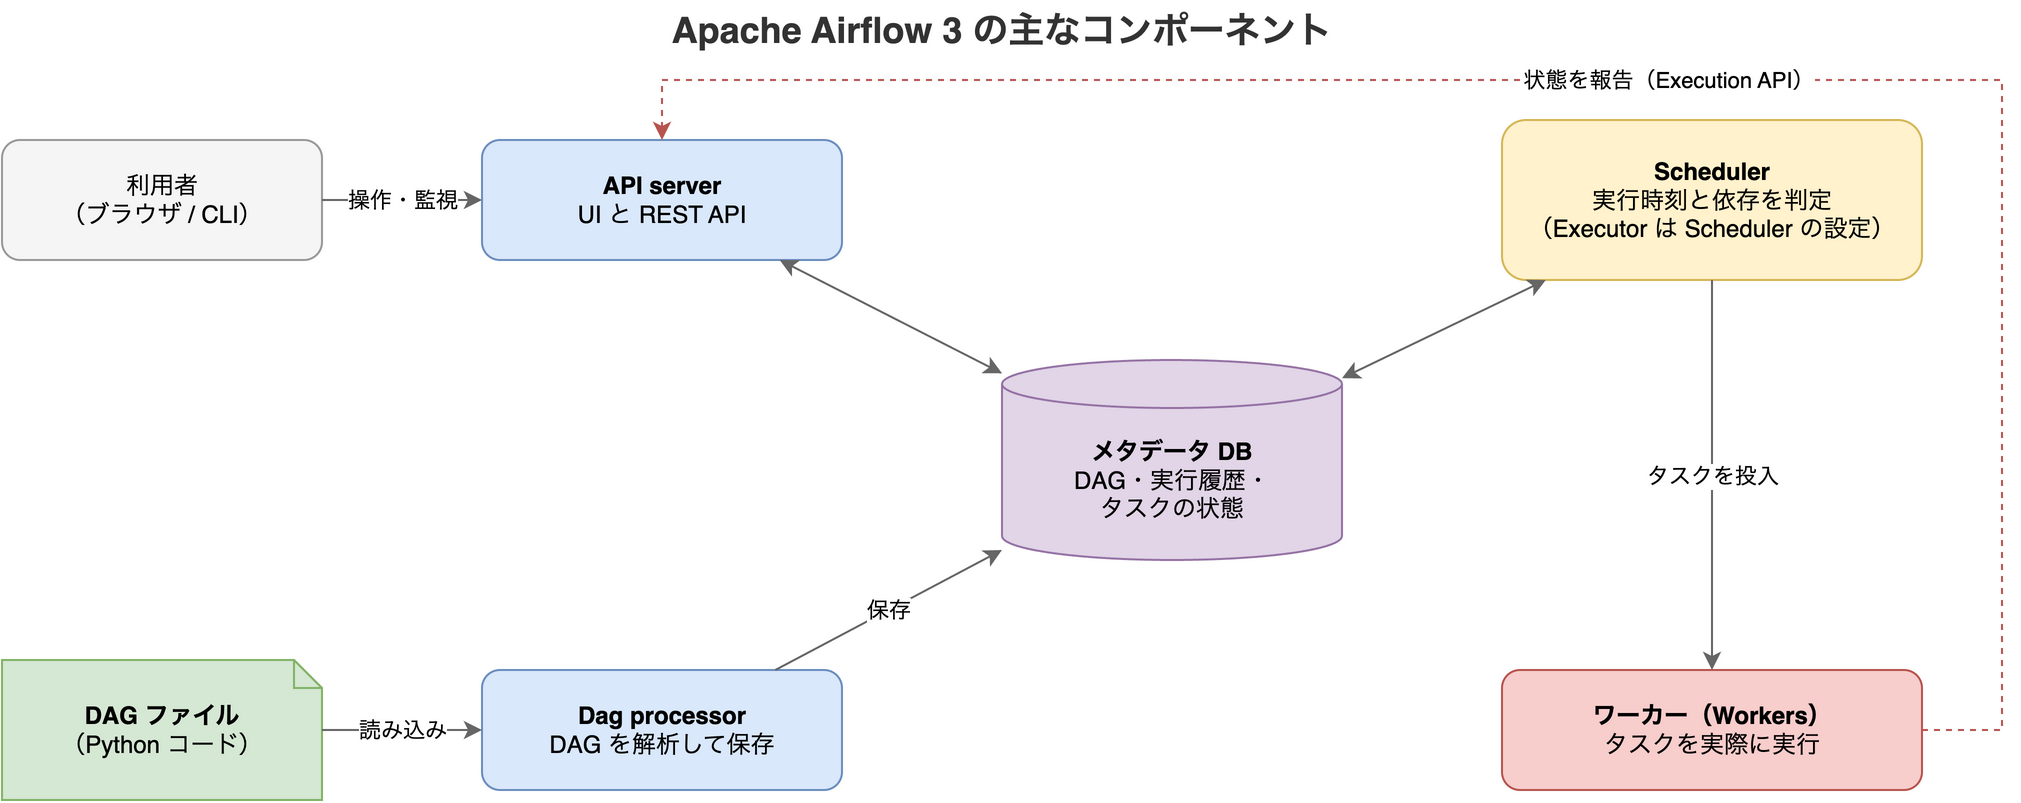 Apache Airflow 3 の主なコンポーネント
状態を報告（Execution API）
利用者
（ブラウザ / CLI）
操作・監視
API server
UI と REST API
Scheduler
実行時刻と依存を判定
（Executor は Scheduler の設定）
メタデータ DB
DAG・実行履歴・
タスクの状態
タスクを投入
保存
DAG ファイル
（Python コード）
読み込み
Dag processor
DAG を解析して保存
ワーカー（Workers）
タスクを実際に実行